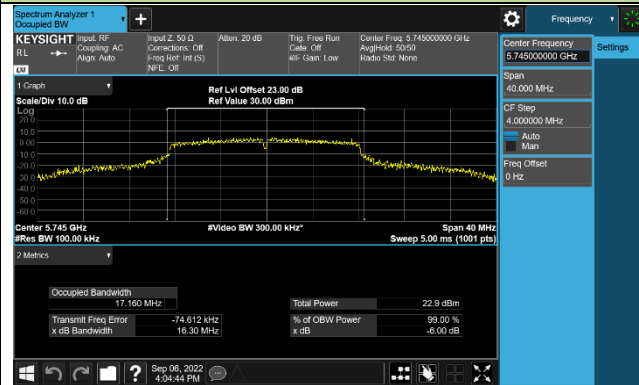 Spectrum Analyzer 1
Occupied BW
Frequency
KEYSIGHT
RL
LXI
Input: RF
Coupling: AC
Align: Auto
Input Z: 50 Ω
Corrections: Off
Freq Ref: Int (S)
NFE: Off
Atten: 20 dB
Trig: Free Run
Gate: Off
#IF Gain: Low
Center Freq: 5.745000000 GHz
Avg|Hold: 50/50
Radio Std: None
Center Frequency
5.745000000 GHz
Settings
Span
40.000 MHz
CF Step
4.000000 MHz
Auto
Man
Freq Offset
0 Hz
1 Graph
Scale/Div 10.0 dB
Ref Lvl Offset 23.00 dB
Ref Value 30.00 dBm
Log
20.0
10.0
0.00
-10.0
-20.0
-30.0
-40.0
-50.0
-60.0
Center 5.745 GHz
#Video BW 300.00 kHz*
Span 40 MHz
#Res BW 100.00 kHz
Sweep 5.00 ms (1001 pts)
2 Metrics
Occupied Bandwidth
17.160 MHz
Total Power 22.9 dBm
Transmit Freq Error -74.612 kHz
% of OBW Power 99.00 %
x dB Bandwidth 16.30 MHz
x dB -6.00 dB
?
Sep 06, 2022
4:04:44 PM